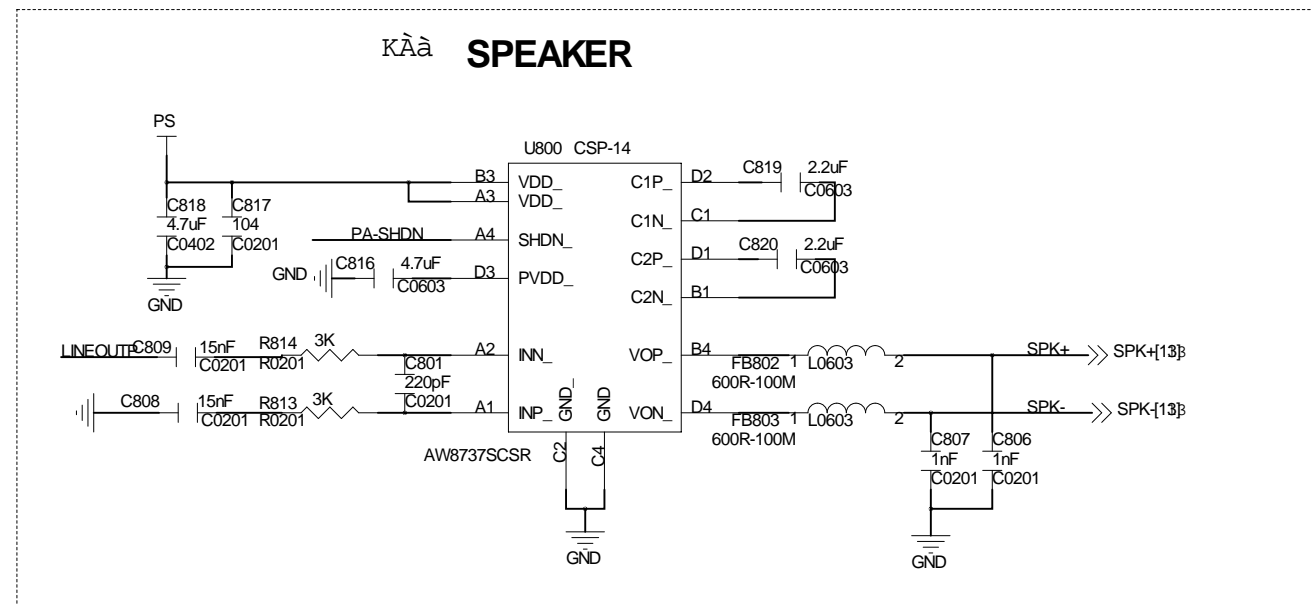 KÀà SPEAKER
PS
U800 CSP-14
B3 VDD_ C1P_ D2 C819 2.2uF
A3 VDD_ C0603
C818 C817 C1N_ C1
4.7uF 104
C0402 C0201 PA-SHDN A4 SHDN_ C2P_ D1 C820 2.2uF
C0603
GND C816 4.7uF D3 PVDD_ C2N_ B1
C0603
GND
LINEOUTP C809 15nF R814 3K A2 INN_ VOP_ B4 FB802 1 L0603 2 SPK+ SPK+[13]
C0201 R0201 C801 600R-100M
220pF
C0201
C808 15nF R813 3K A1 INP_ GND_ GND VON_ D4 FB803 1 L0603 2 SPK- SPK-[13]
C0201 R0201 600R-100M
AW8737SCSR C2 C4 C807 C806
1nF 1nF
C0201 C0201
GND
GND